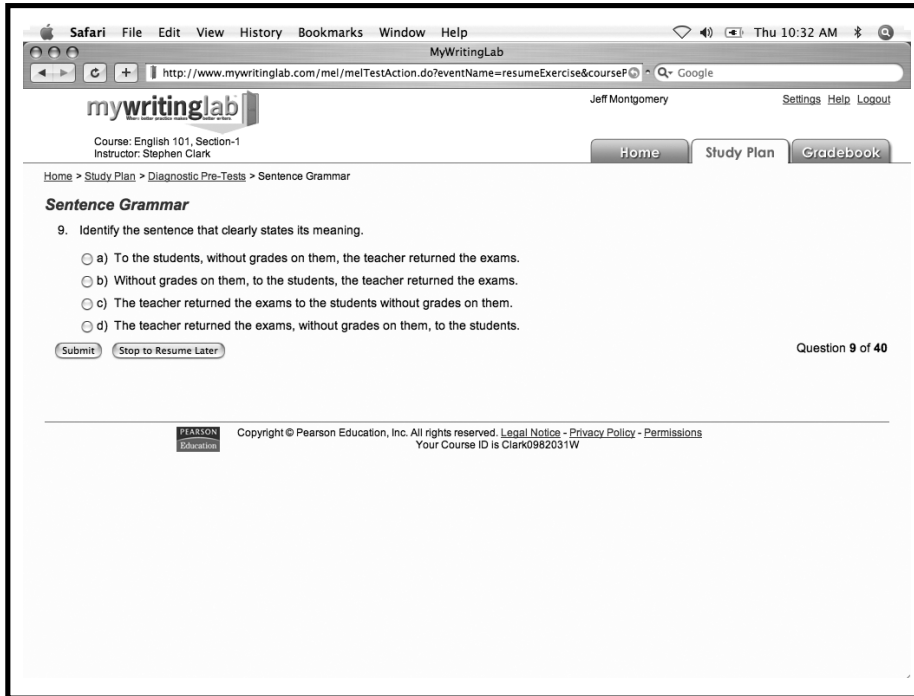 Safari File Edit View History Bookmarks Window Help Thu 10:32 AM
MyWritingLab
http://www.mywritinglab.com/mel/melTestAction.do?eventName=resumeExercise&courseP Google
mywritinglab
Where better practice makes better writers.
Jeff Montgomery Settings Help Logout
Course: English 101, Section-1
Instructor: Stephen Clark
Home Study Plan Gradebook
Home > Study Plan > Diagnostic Pre-Tests > Sentence Grammar
Sentence Grammar
9. Identify the sentence that clearly states its meaning.
a) To the students, without grades on them, the teacher returned the exams.
b) Without grades on them, to the students, the teacher returned the exams.
c) The teacher returned the exams to the students without grades on them.
d) The teacher returned the exams, without grades on them, to the students.
Submit Stop to Resume Later Question 9 of 40
PEARSON
Education
Copyright © Pearson Education, Inc. All rights reserved. Legal Notice - Privacy Policy - Permissions
Your Course ID is Clark0982031W